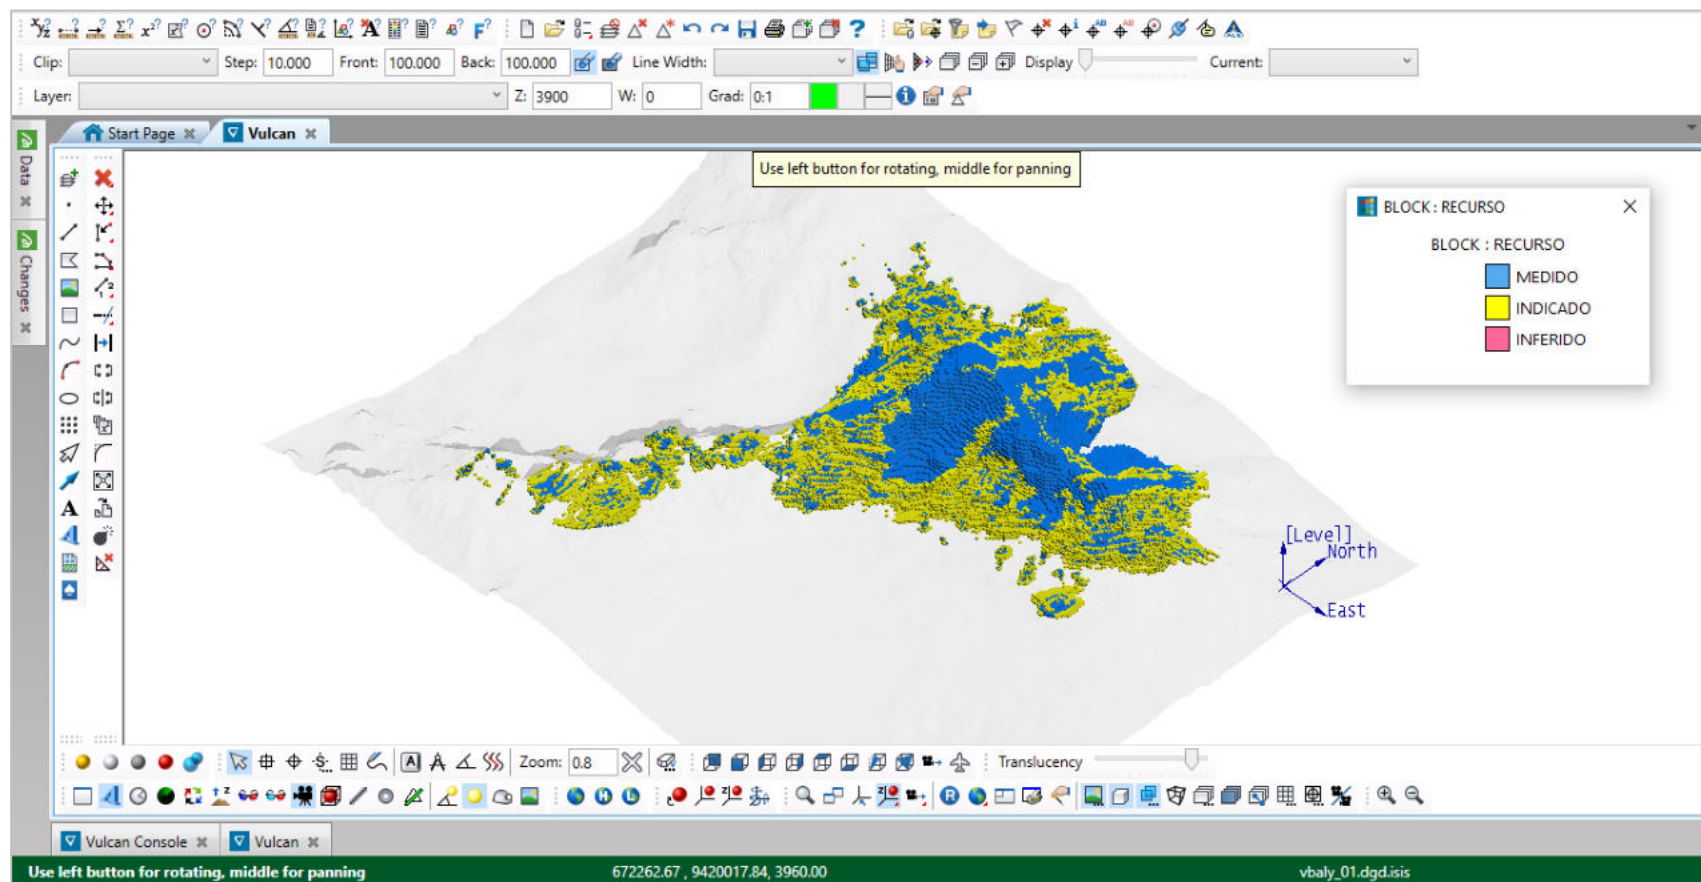 Clip:
Step: 10.000
Front: 100.000
Back: 100.000
Line Width:
Display
Current:
Layer:
Z: 3900
W: 0
Grad: 0:1
Start Page
Vulcan
Data
Changes
Use left button for rotating, middle for panning
BLOCK : RECURSO
BLOCK : RECURSO
MEDIDO
INDICADO
INFERIDO
[Level]
North
East
Zoom: 0.8
Translucency
Vulcan Console
Vulcan
Use left button for rotating, middle for panning
672262.67 , 9420017.84, 3960.00
vbaly_01.dgd.isis